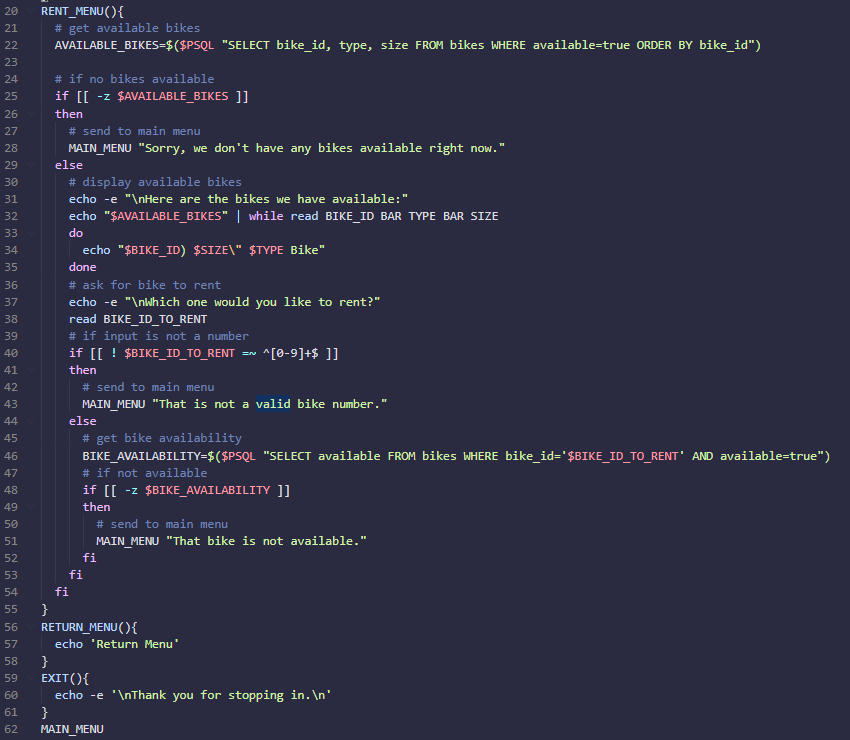 20 RENT_MENU(){
21   # get available bikes
22   AVAILABLE_BIKES=$($PSQL "SELECT bike_id, type, size FROM bikes WHERE available=true ORDER BY bike_id")
23
24   # if no bikes available
25   if [[ -z $AVAILABLE_BIKES ]]
26   then
27     # send to main menu
28     MAIN_MENU "Sorry, we don't have any bikes available right now."
29   else
30     # display available bikes
31     echo -e "\nHere are the bikes we have available:"
32     echo "$AVAILABLE_BIKES" | while read BIKE_ID BAR TYPE BAR SIZE
33     do
34       echo "$BIKE_ID) $SIZE\" $TYPE Bike"
35     done
36     # ask for bike to rent
37     echo -e "\nWhich one would you like to rent?"
38     read BIKE_ID_TO_RENT
39     # if input is not a number
40     if [[ ! $BIKE_ID_TO_RENT =~ ^[0-9]+$ ]]
41     then
42       # send to main menu
43       MAIN_MENU "That is not a valid bike number."
44     else
45       # get bike availability
46       BIKE_AVAILABILITY=$($PSQL "SELECT available FROM bikes WHERE bike_id='$BIKE_ID_TO_RENT' AND available=true")
47       # if not available
48       if [[ -z $BIKE_AVAILABILITY ]]
49       then
50         # send to main menu
51         MAIN_MENU "That bike is not available."
52       fi
53     fi
54   fi
55 }
56 RETURN_MENU(){
57   echo 'Return Menu'
58 }
59 EXIT(){
60   echo -e '\nThank you for stopping in.\n'
61 }
62 MAIN_MENU